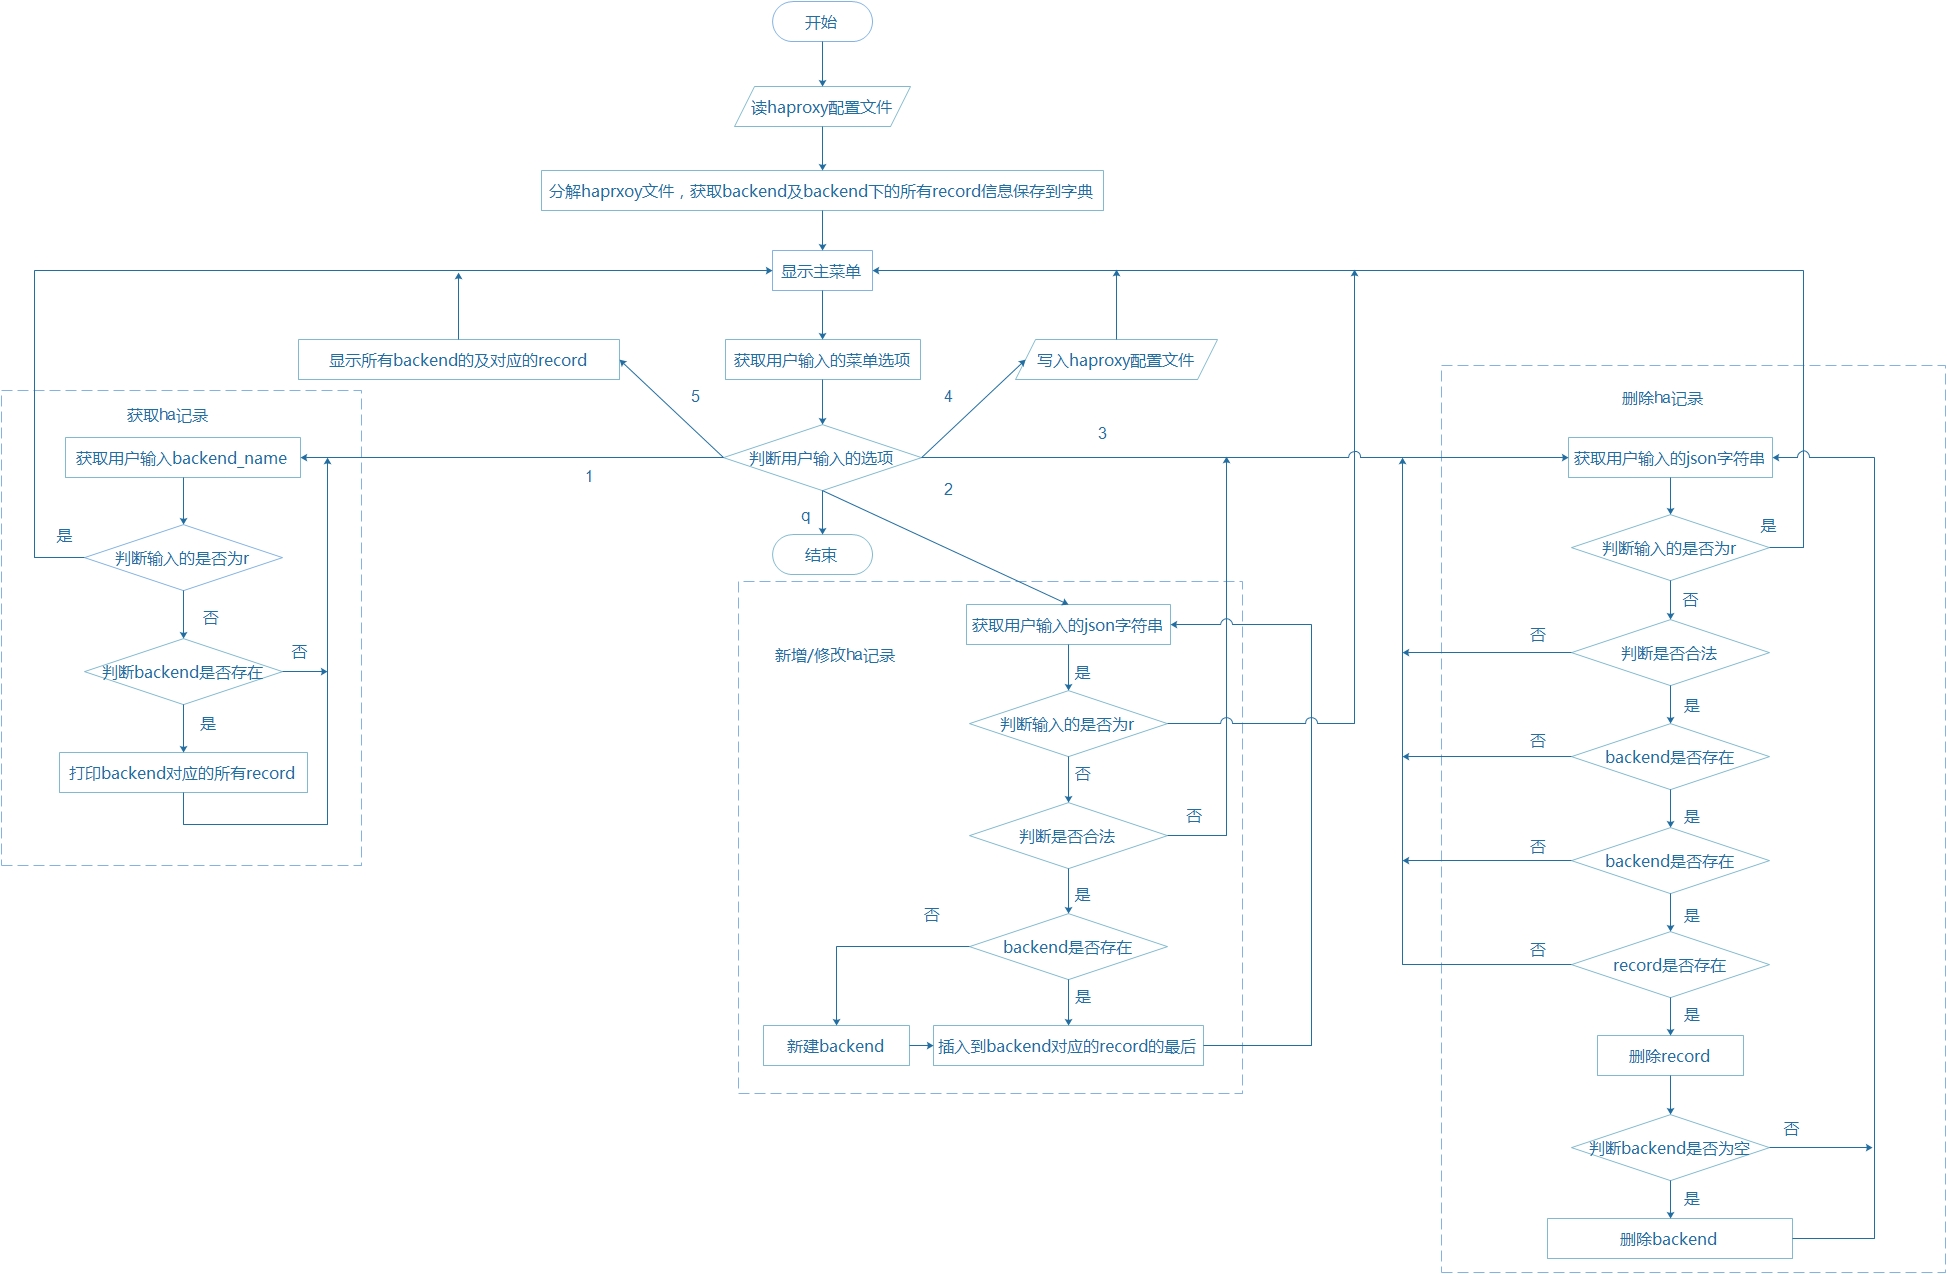 开始
读haproxy配置文件
分解haprxoy文件，获取backend及backend下的所有record信息保存到字典
显示主菜单
显示所有backend的及对应的record
获取用户输入的菜单选项
写入haproxy配置文件
5
4
3
判断用户输入的选项
1
2
q
结束
获取ha记录
获取用户输入backend_name
是
判断输入的是否为r
否
判断backend是否存在
否
是
打印backend对应的所有record
新增/修改ha记录
获取用户输入的json字符串
是
判断输入的是否为r
否
判断是否合法
否
是
backend是否存在
否
是
新建backend
插入到backend对应的record的最后
删除ha记录
获取用户输入的json字符串
是
判断输入的是否为r
否
判断是否合法
否
是
backend是否存在
否
是
backend是否存在
否
是
record是否存在
否
是
删除record
判断backend是否为空
否
是
删除backend